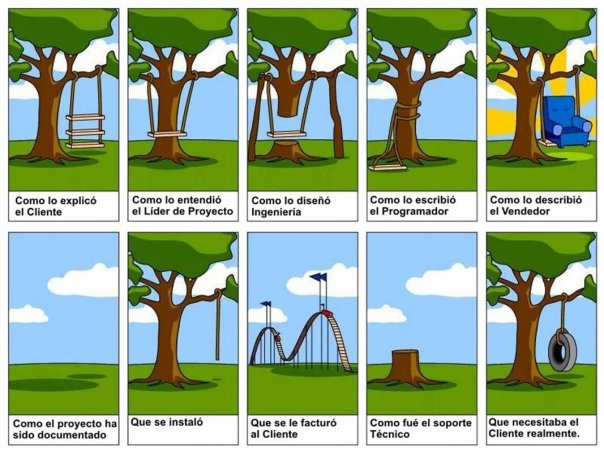 Como lo explicó
el Cliente
Como lo entendió
el Líder de Proyecto
Como lo diseñó
Ingeniería
Como lo escribió
el Programador
Como lo describió
el Vendedor
Como el proyecto ha
sido documentado
Que se instaló
Que se le facturó
al Cliente
Como fué el soporte
Técnico
Que necesitaba el
Cliente realmente.